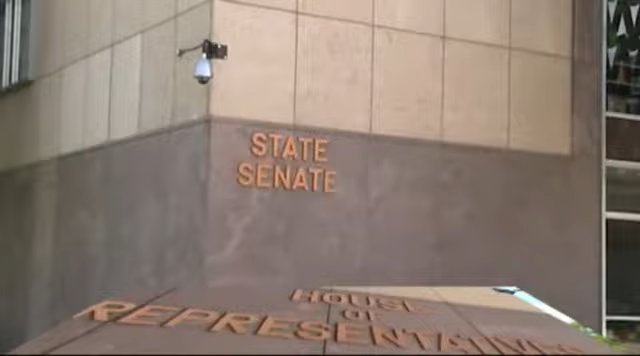 STATE
SENATE
HOUSE
OF
REPRESENTATIVES